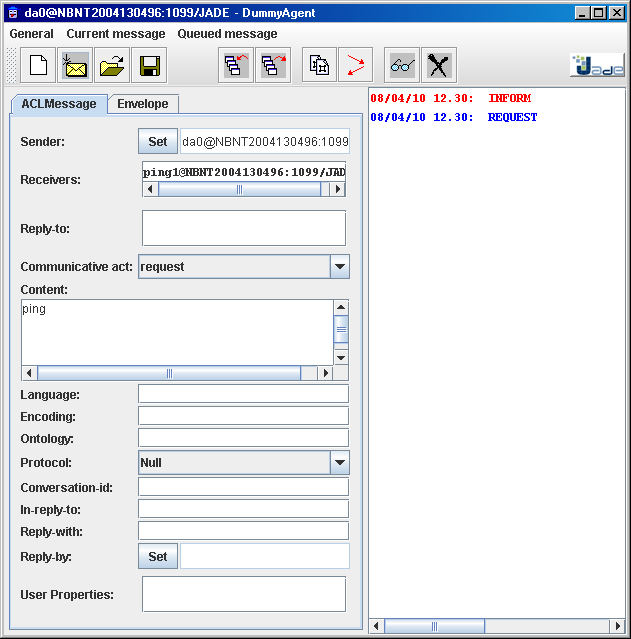 da0@NBNT2004130496:1099/JADE - DummyAgent
General Current message Queued message
Jade
ACLMessage Envelope
Sender: Set da0@NBNT2004130496:1099
Receivers: ping1@NBNT2004130496:1099/JAD
Reply-to:
Communicative act: request
Content:
ping
Language:
Encoding:
Ontology:
Protocol: Null
Conversation-id:
In-reply-to:
Reply-with:
Reply-by: Set
User Properties:
08/04/10 12.30: INFORM
08/04/10 12.30: REQUEST